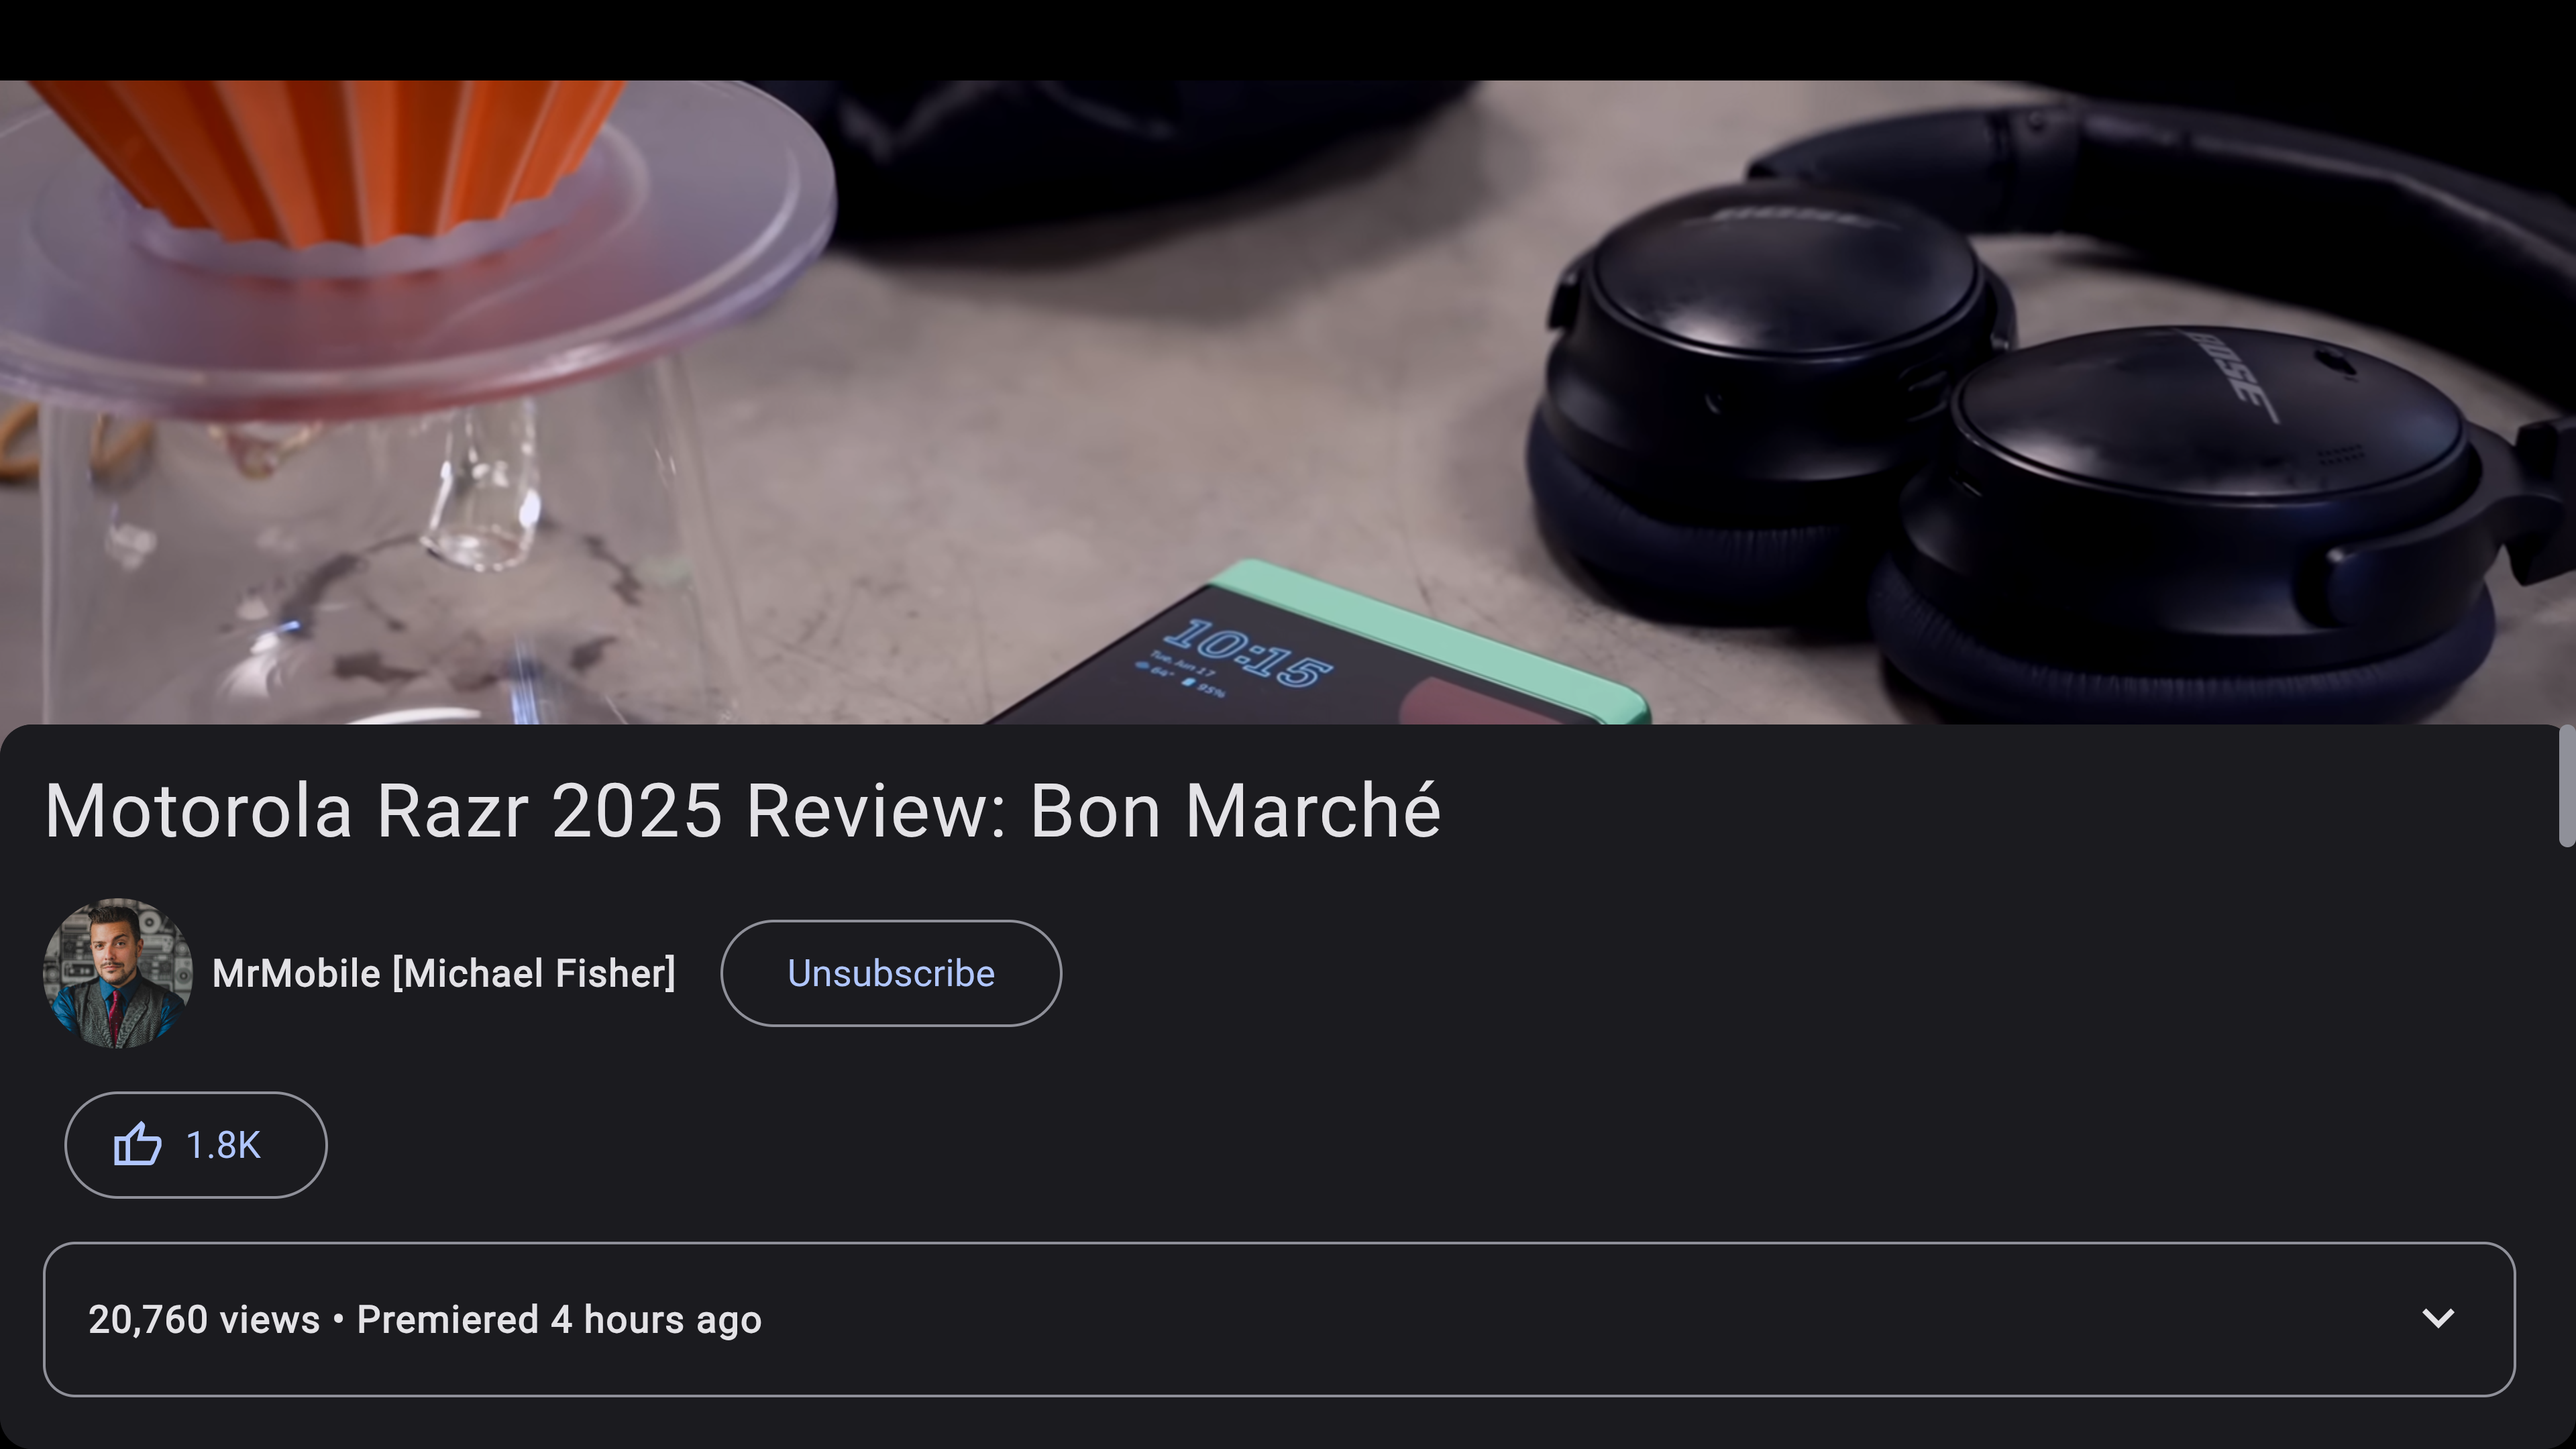 BOSE
BOSE
10:15
Tue, Jun 17
64° 95%
Motorola Razr 2025 Review: Bon Marché
MrMobile [Michael Fisher]
Unsubscribe
1.8K
20,760 views • Premiered 4 hours ago